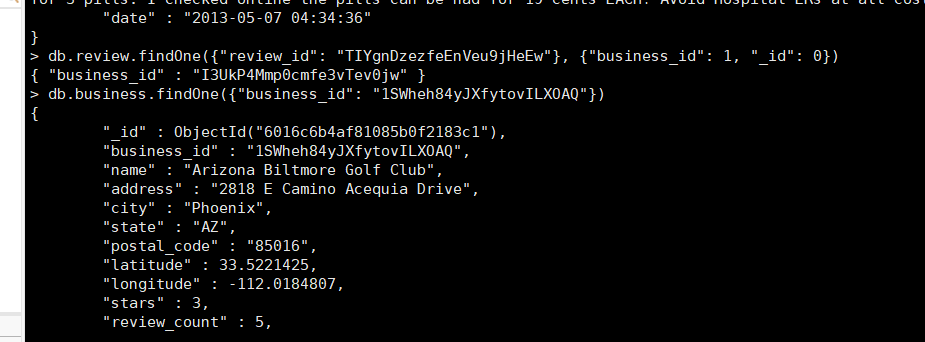 for 3 pills. I checked online the pills can be had for 19 cents EACH. Avoid Hospital ERs at all cos
"date" : "2013-05-07 04:34:36"
}
> db.review.findOne({"review_id": "TIYgnDzezfeEnVeu9jHeEw"}, {"business_id": 1, "_id": 0})
{ "business_id" : "I3UkP4Mmp0cmfe3vTev0jw" }
> db.business.findOne({"business_id": "1SWheh84yJXfytovILXOAQ"})
{
"_id" : ObjectId("6016c6b4af81085b0f2183c1"),
"business_id" : "1SWheh84yJXfytovILXOAQ",
"name" : "Arizona Biltmore Golf Club",
"address" : "2818 E Camino Acequia Drive",
"city" : "Phoenix",
"state" : "AZ",
"postal_code" : "85016",
"latitude" : 33.5221425,
"longitude" : -112.0184807,
"stars" : 3,
"review_count" : 5,